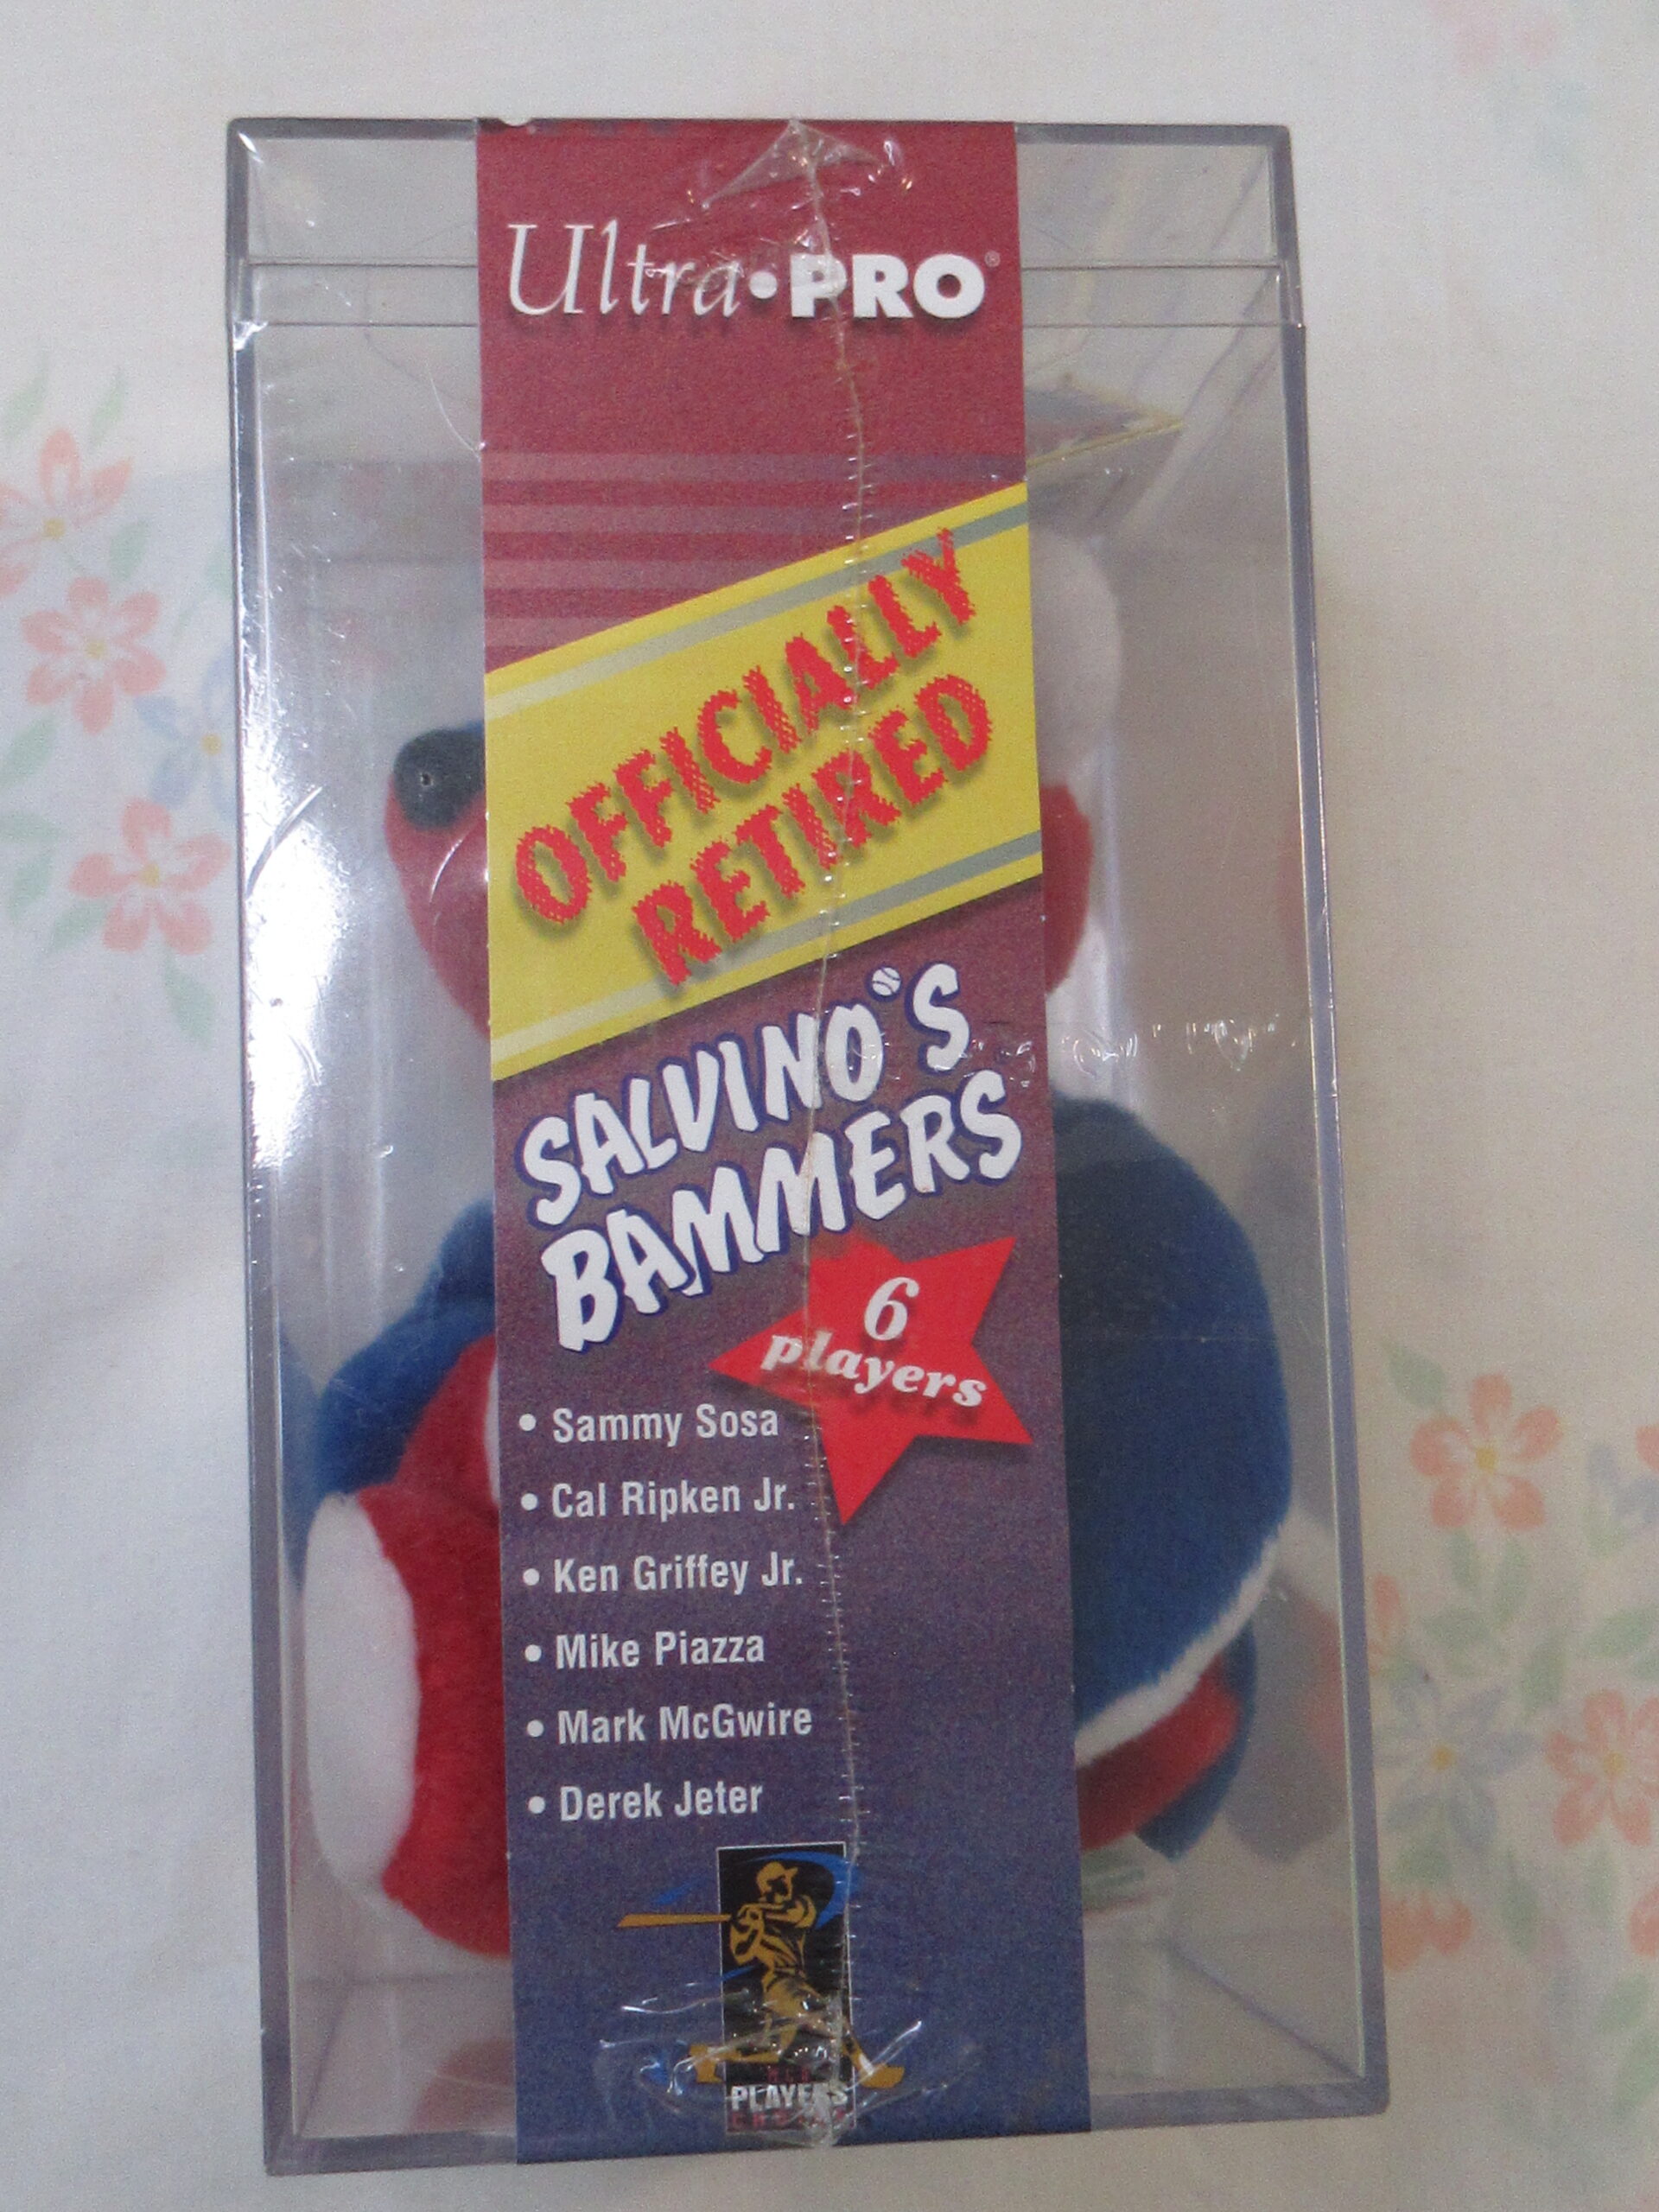 Ultra•PRO®
OFFICIALLY
RETIRED
SALVINO'S
BAMMERS
6
players
• Sammy Sosa
• Cal Ripken Jr.
• Ken Griffey Jr.
• Mike Piazza
• Mark McGwire
• Derek Jeter
PLAYERS